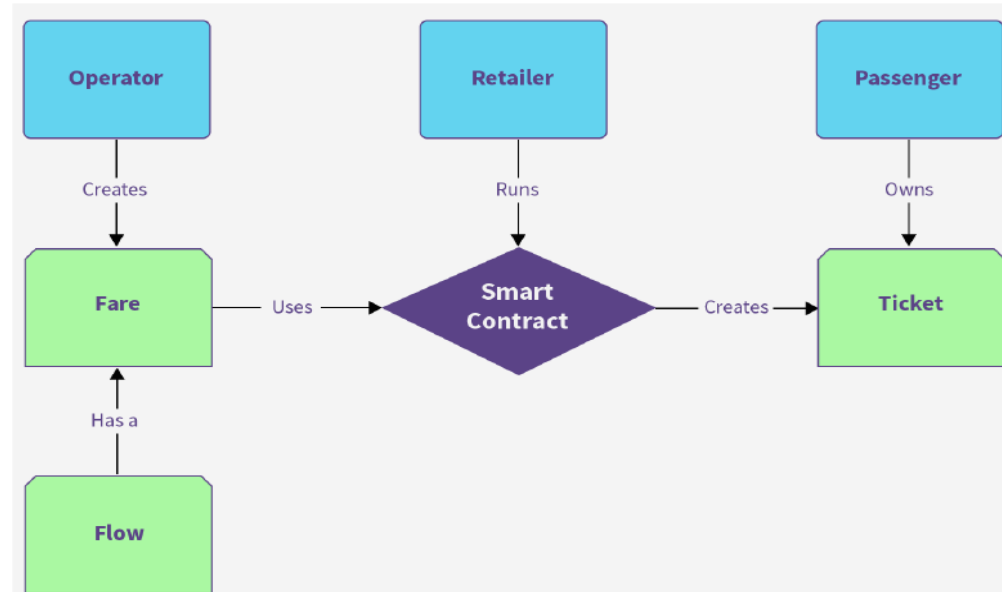 Operator
Retailer
Passenger
Creates
Runs
Owns
Fare
Uses
Smart
Contract
Creates
Ticket
Has a
Flow